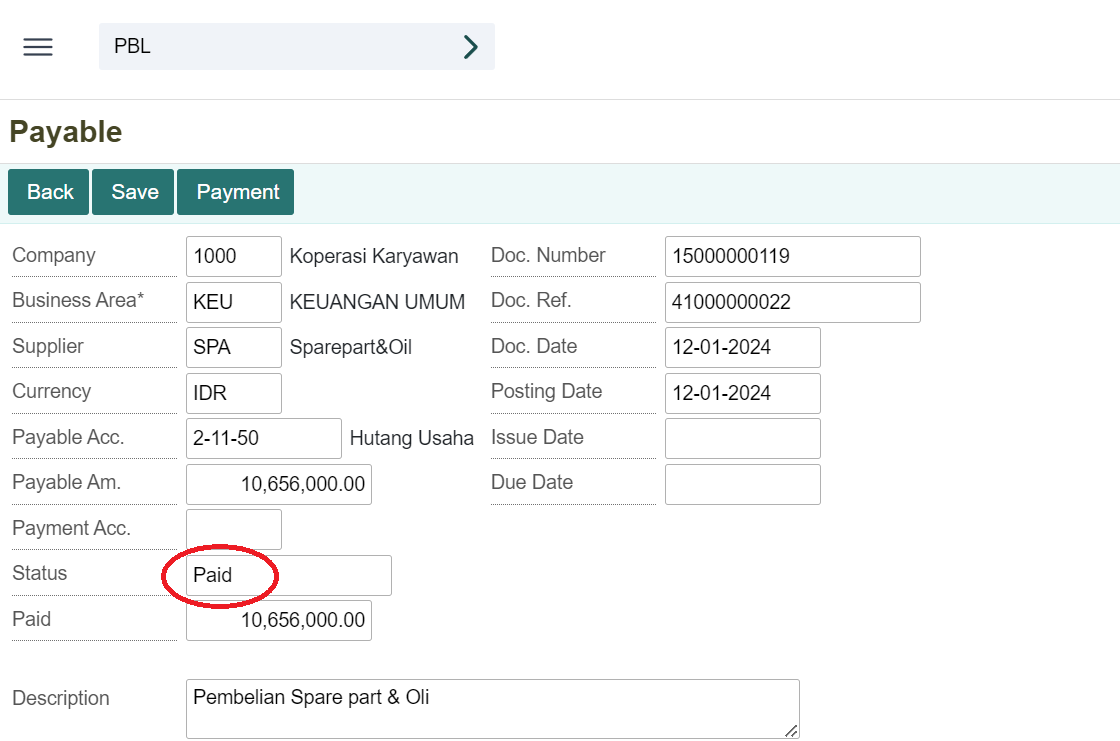 PBL
Payable
Back Save Payment
Company 1000 Koperasi Karyawan Doc. Number 15000000119
Business Area* KEU KEUANGAN UMUM Doc. Ref. 41000000022
Supplier SPA Sparepart&Oil Doc. Date 12-01-2024
Currency IDR Posting Date 12-01-2024
Payable Acc. 2-11-50 Hutang Usaha Issue Date
Payable Am. 10,656,000.00 Due Date
Payment Acc.
Status Paid
Paid 10,656,000.00
Description Pembelian Spare part & Oli